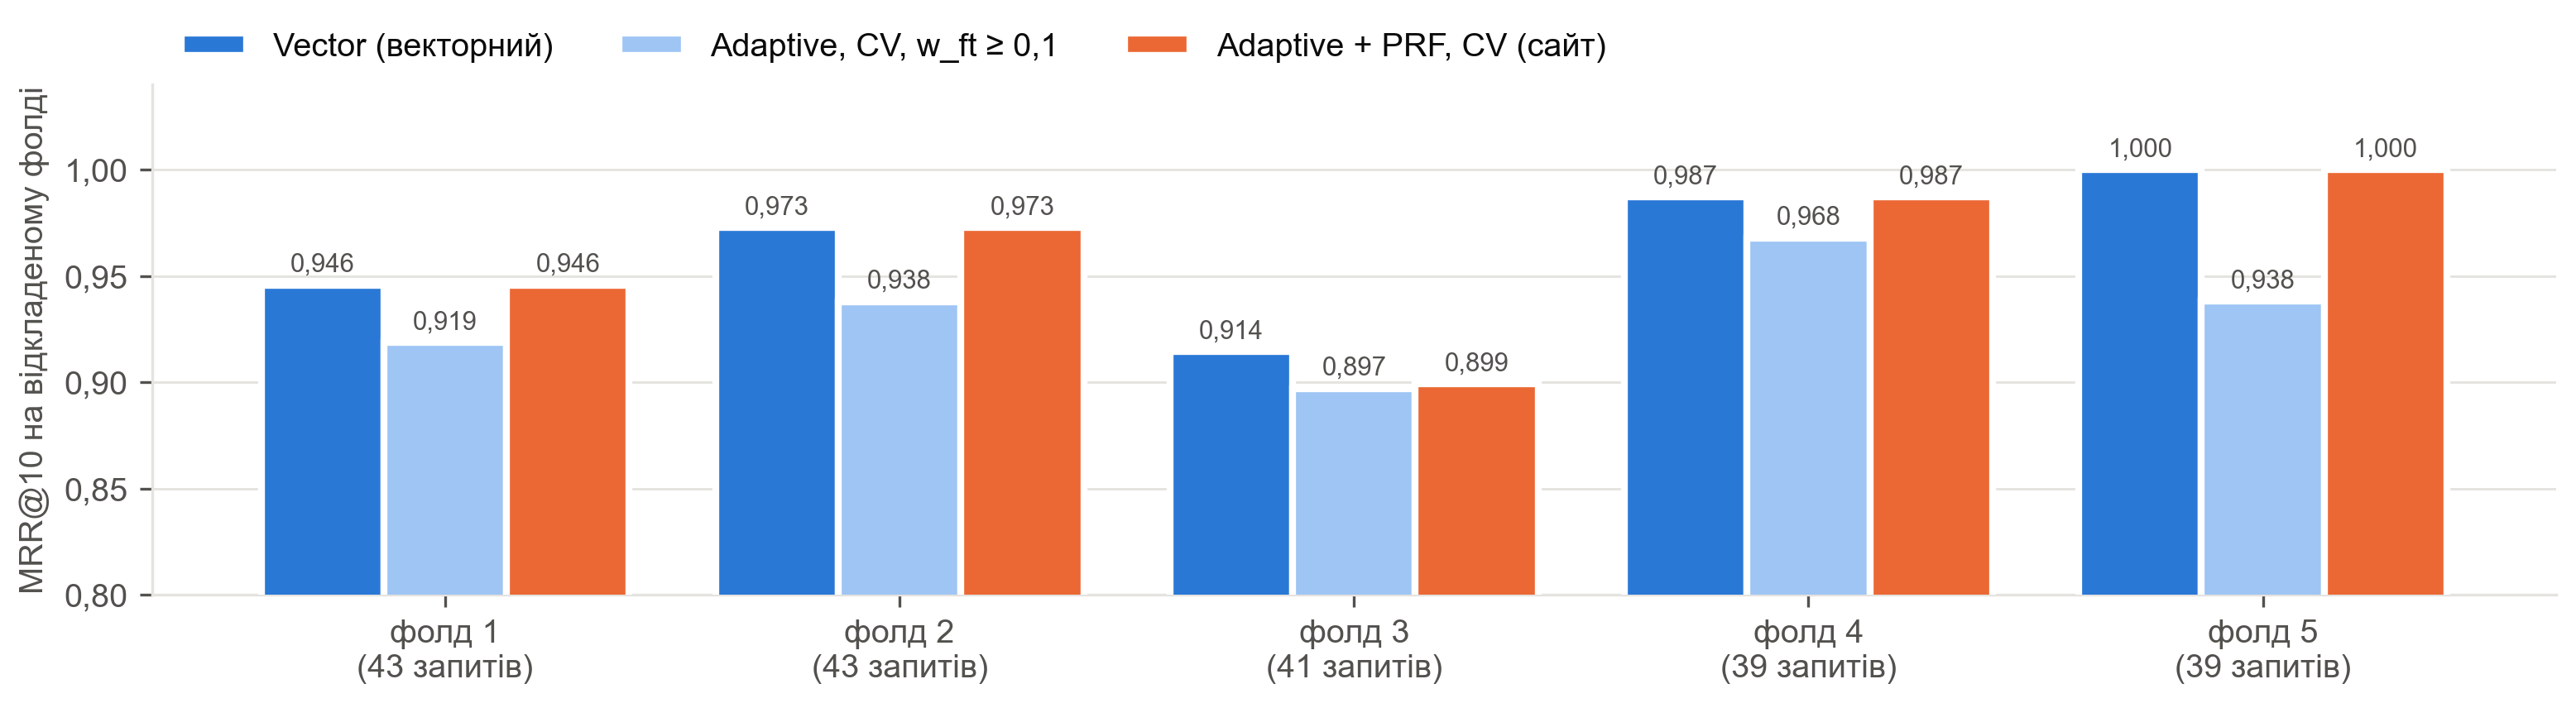 Vector (векторний)
Adaptive, CV, w_ft ≥ 0,1
Adaptive + PRF, CV (сайт)
MRR@10 на відкладеному фолді
1,00
0,95
0,90
0,85
0,80
0,946
0,919
0,946
0,973
0,938
0,973
0,914
0,897
0,899
0,987
0,968
0,987
1,000
0,938
1,000
фолд 1
(43 запитів)
фолд 2
(43 запитів)
фолд 3
(41 запитів)
фолд 4
(39 запитів)
фолд 5
(39 запитів)